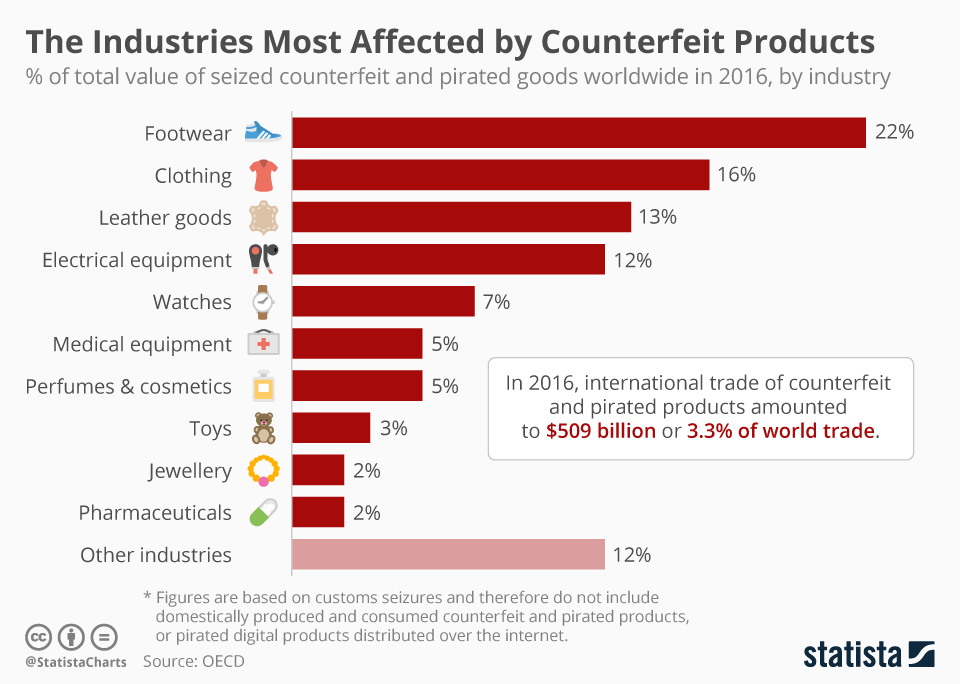 The Industries Most Affected by Counterfeit Products
% of total value of seized counterfeit and pirated goods worldwide in 2016, by industry
Footwear 22%
Clothing 16%
Leather goods 13%
Electrical equipment 12%
Watches 7%
Medical equipment 5%
Perfumes & cosmetics 5%
Toys 3%
Jewellery 2%
Pharmaceuticals 2%
Other industries 12%
In 2016, international trade of counterfeit
and pirated products amounted
to $509 billion or 3.3% of world trade.
* Figures are based on customs seizures and therefore do not include
domestically produced and consumed counterfeit and pirated products,
or pirated digital products distributed over the internet.
cc
@StatistaCharts Source: OECD
statista